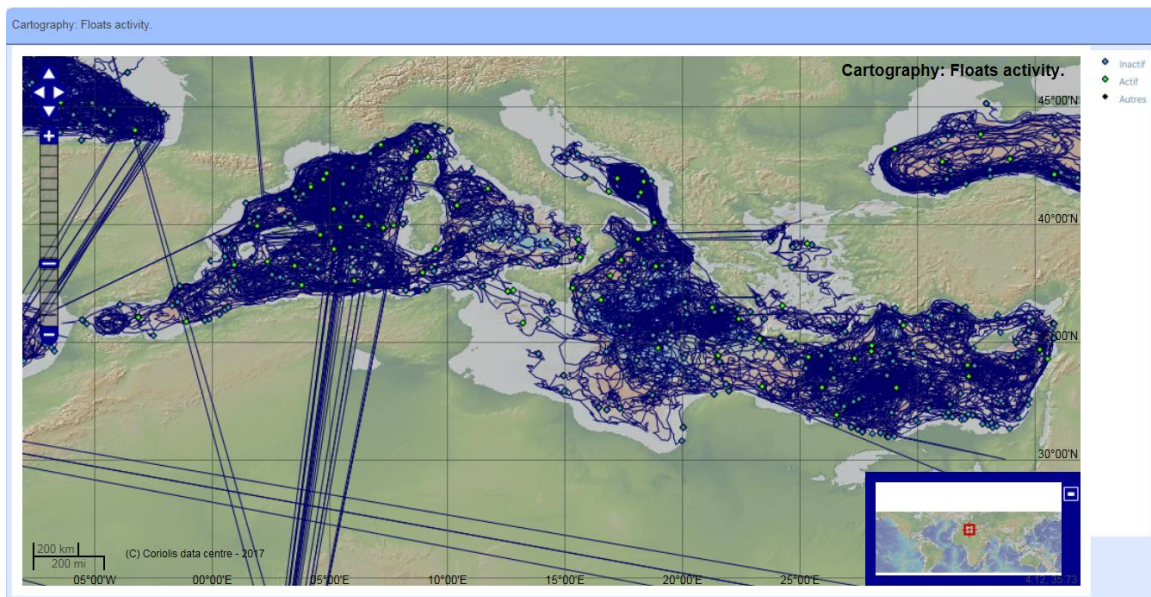 Cartography: Floats activity.
Cartography: Floats activity.
Inactif
Actif
Autres
45°00'N
40°00'N
35°00'N
30°00'N
200 km
200 mi
(C) Coriolis data centre - 2017
05°00'W
00°00'E
05°00'E
10°00'E
15°00'E
20°00'E
25°00'E